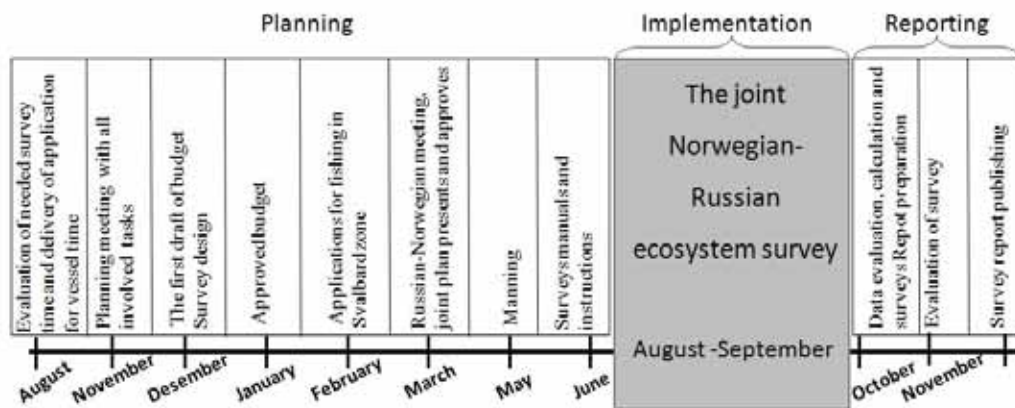 Planning
Implementation
Reporting
Evaluation of needed survey
time and delivery of application
for vessel time
Planning meeting with all
involved tasks
The first draft of budget
Survey design
Approved budget
Applications for fishing in
Svalbard zone
Russian-Norwegian meeting,
joint plan presents and approves
Manning
Surveys manuals and
instructions
The joint
Norwegian-
Russian
ecosystem survey
August -September
Data evaluation, calculation and
surveys Repot preparation
Evaluation of survey
Survey report publishing
August
November
Desember
January
February
March
May
June
October
November